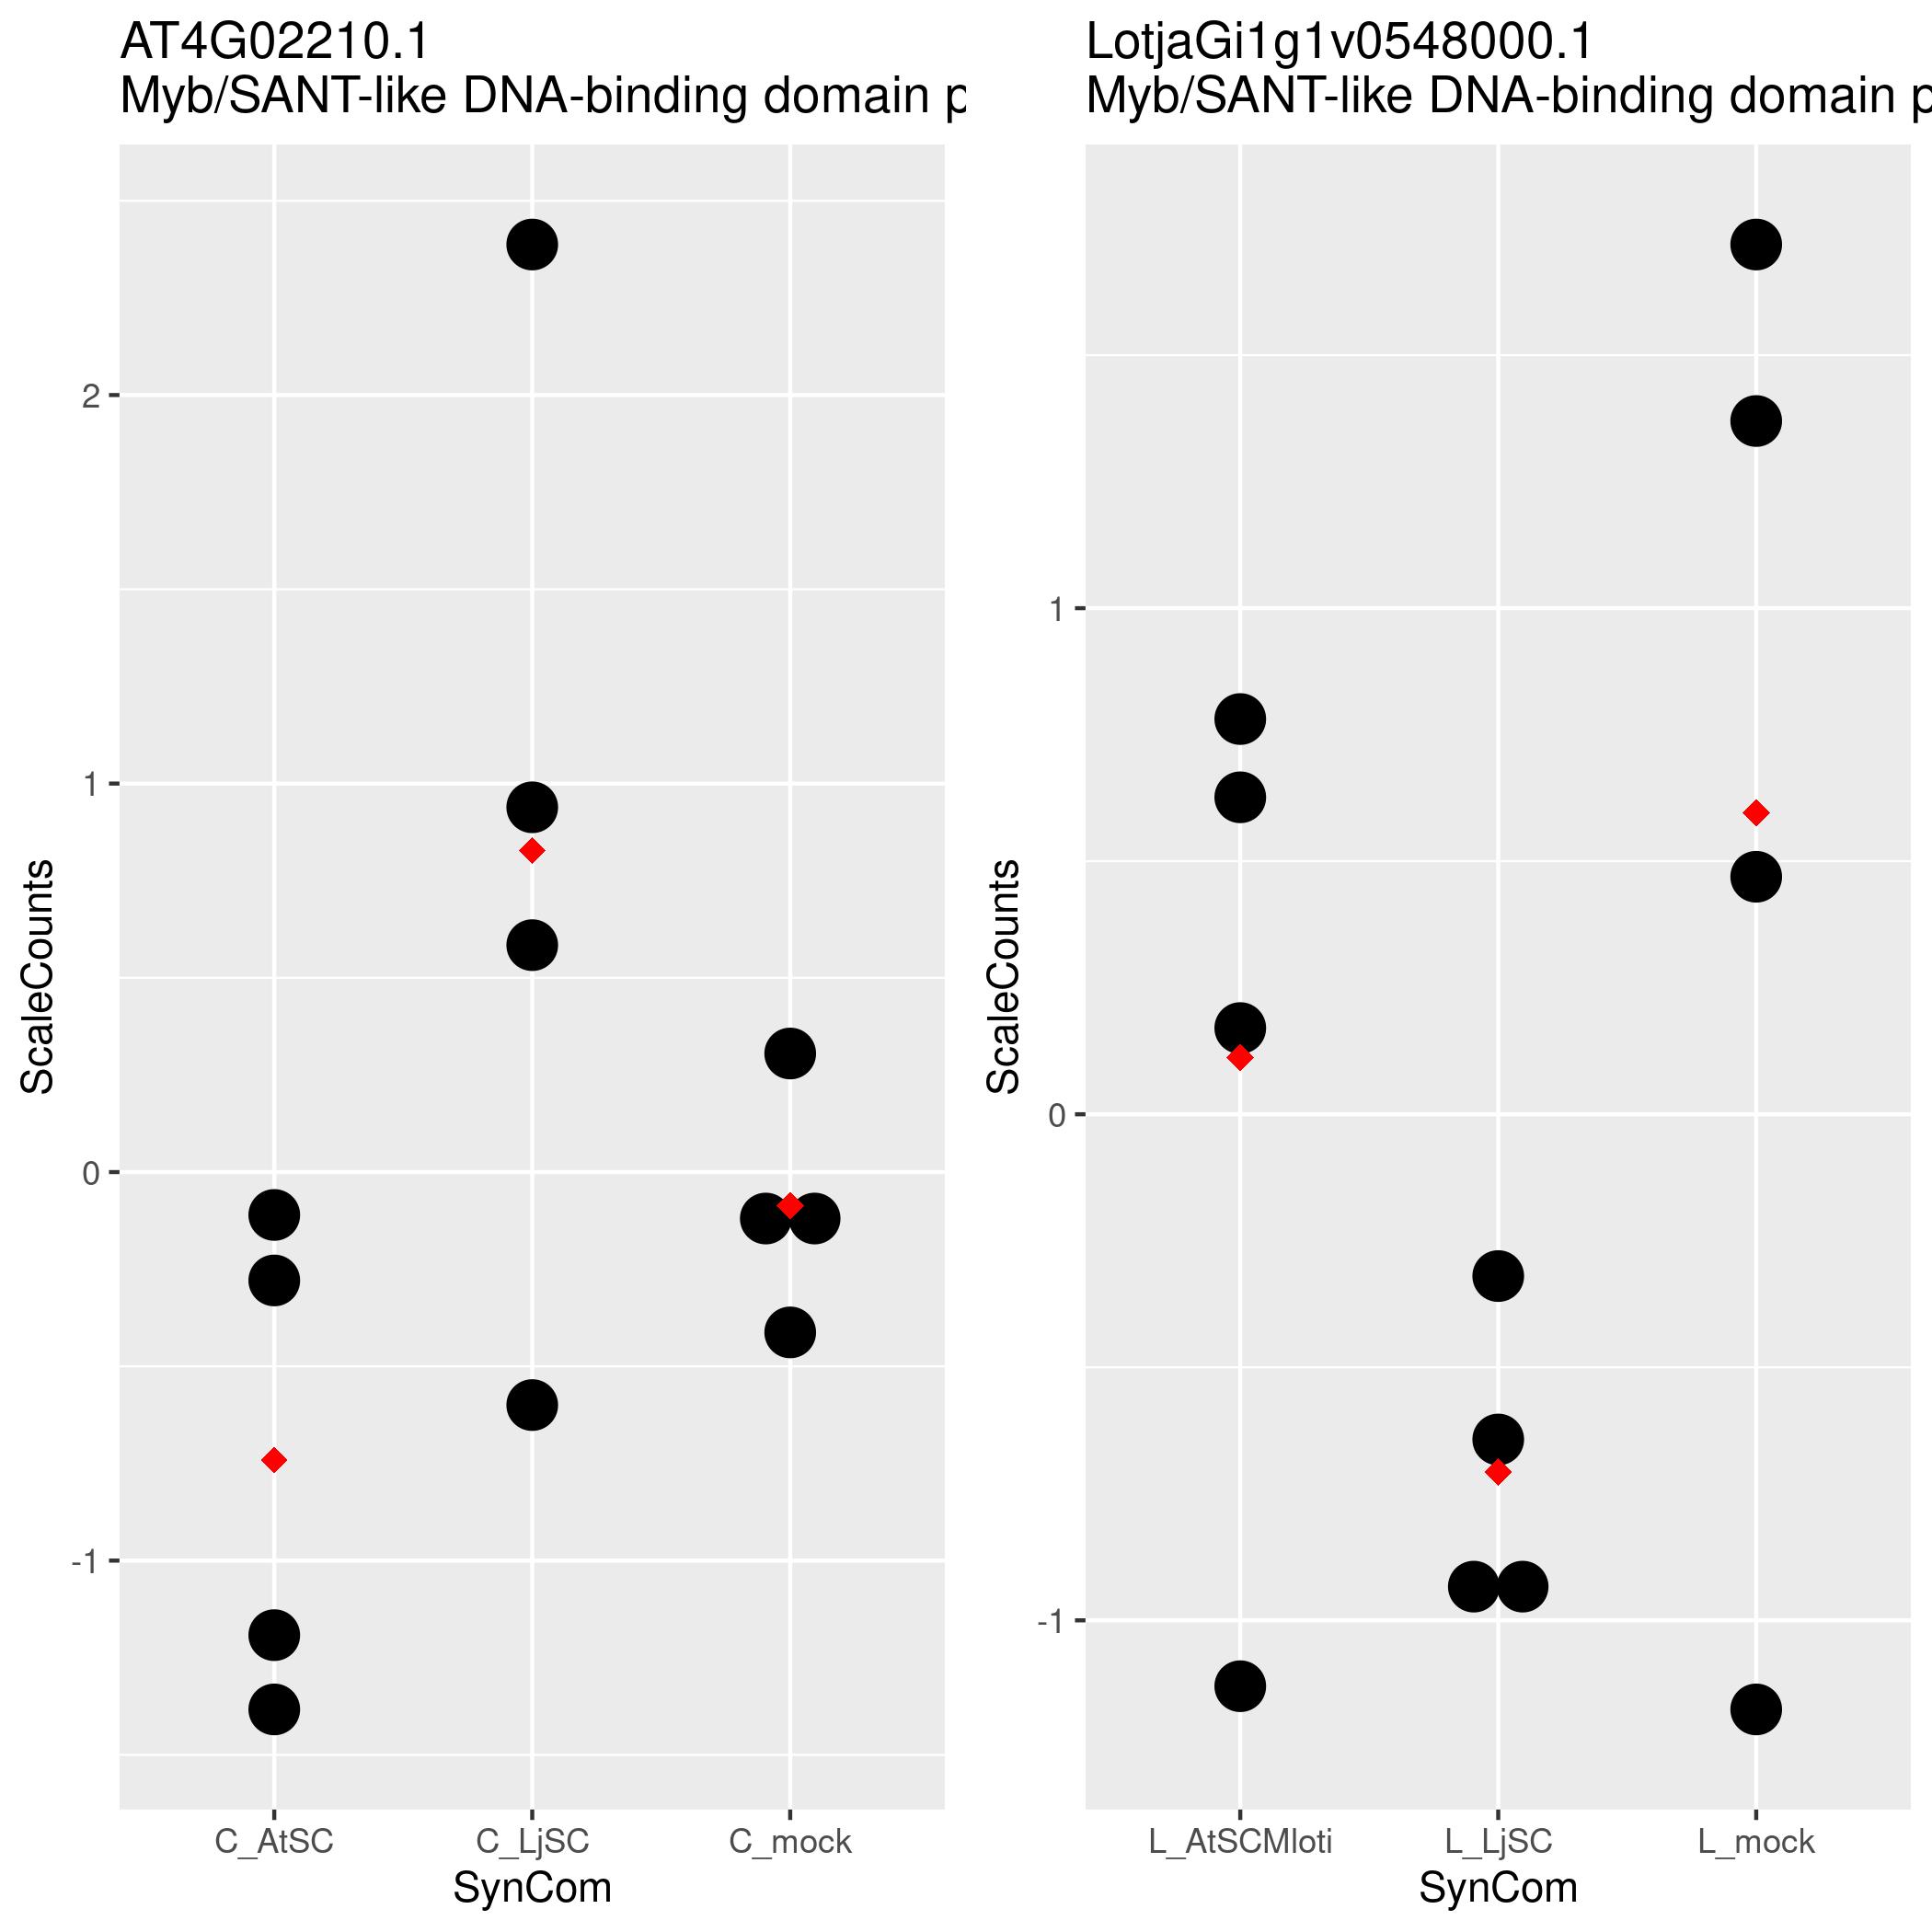 AT4G02210.1
Myb/SANT-like DNA-binding domain p
ScaleCounts
2
1
0
-1
C_AtSC C_LjSC C_mock
SynCom
LotjaGi1g1v0548000.1
Myb/SANT-like DNA-binding domain p
ScaleCounts
1
0
-1
L_AtSCMloti L_LjSC L_mock
SynCom